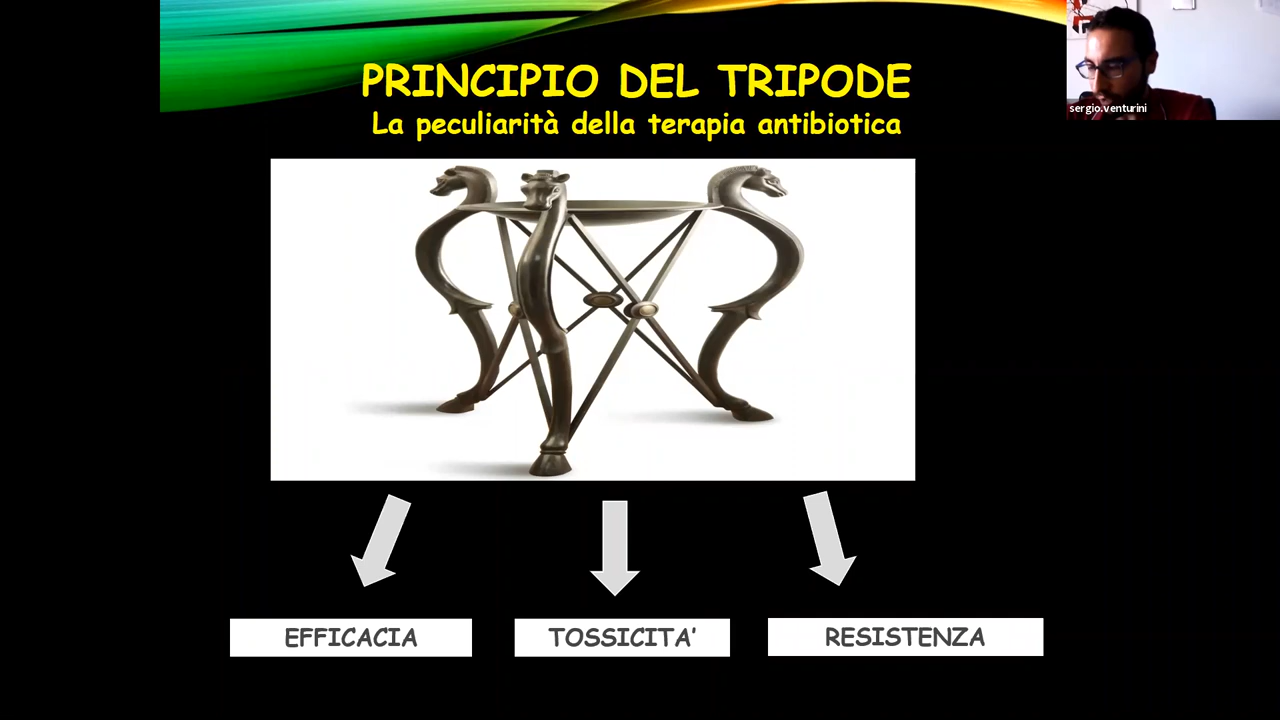 PRINCIPIO DEL TRIPODE
La peculiarità della terapia antibiotica
sergio.venturini
EFFICACIA
TOSSICITA'
RESISTENZA